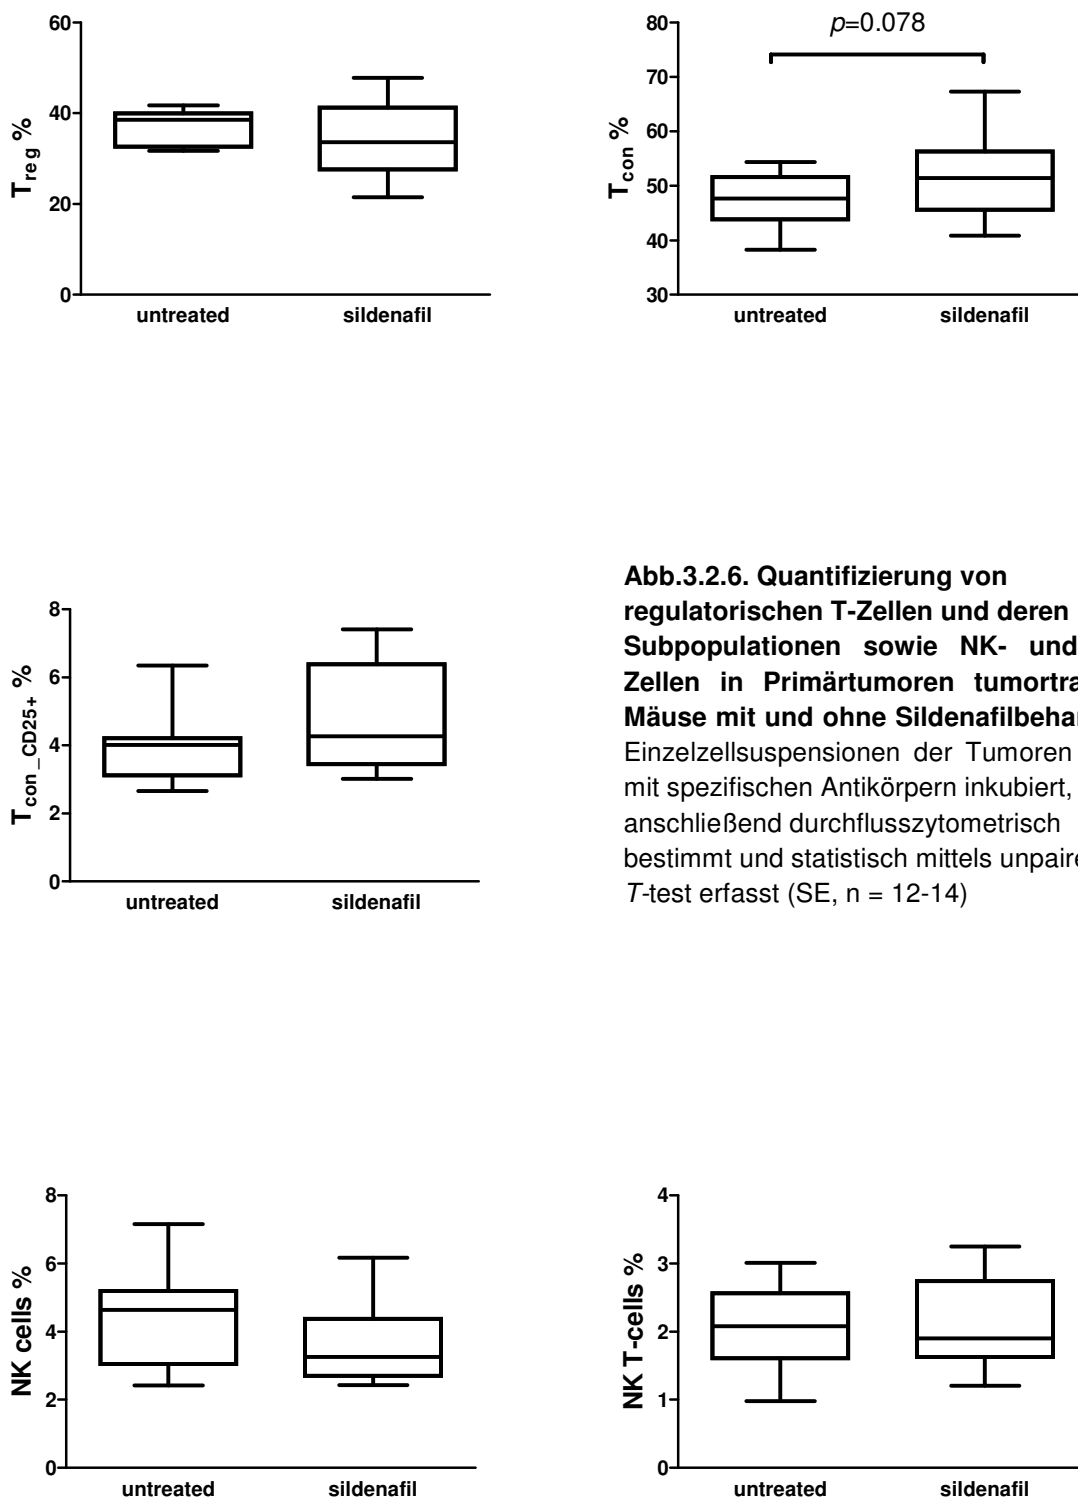 60
40
20
0
Treg %
untreated sildenafil
80
70
60
50
40
30
Tcon %
p=0.078
untreated sildenafil
8
6
4
2
0
Tcon_CD25+ %
untreated sildenafil
Abb.3.2.6. Quantifizierung von
regulatorischen T-Zellen und deren
Subpopulationen sowie NK- und
Zellen in Primärtumoren
Mäuse mit und ohne
Einzelzellsuspensionen der Tumoren
mit spezifischen Antikörpern inkubiert,
anschließend durchflusszytometrisch
bestimmt und statistisch mittels
T-test erfasst (SE, n = 12-14)
8
6
4
2
0
NK cells %
untreated sildenafil
4
3
2
1
0
NK T-cells %
untreated sildenafil